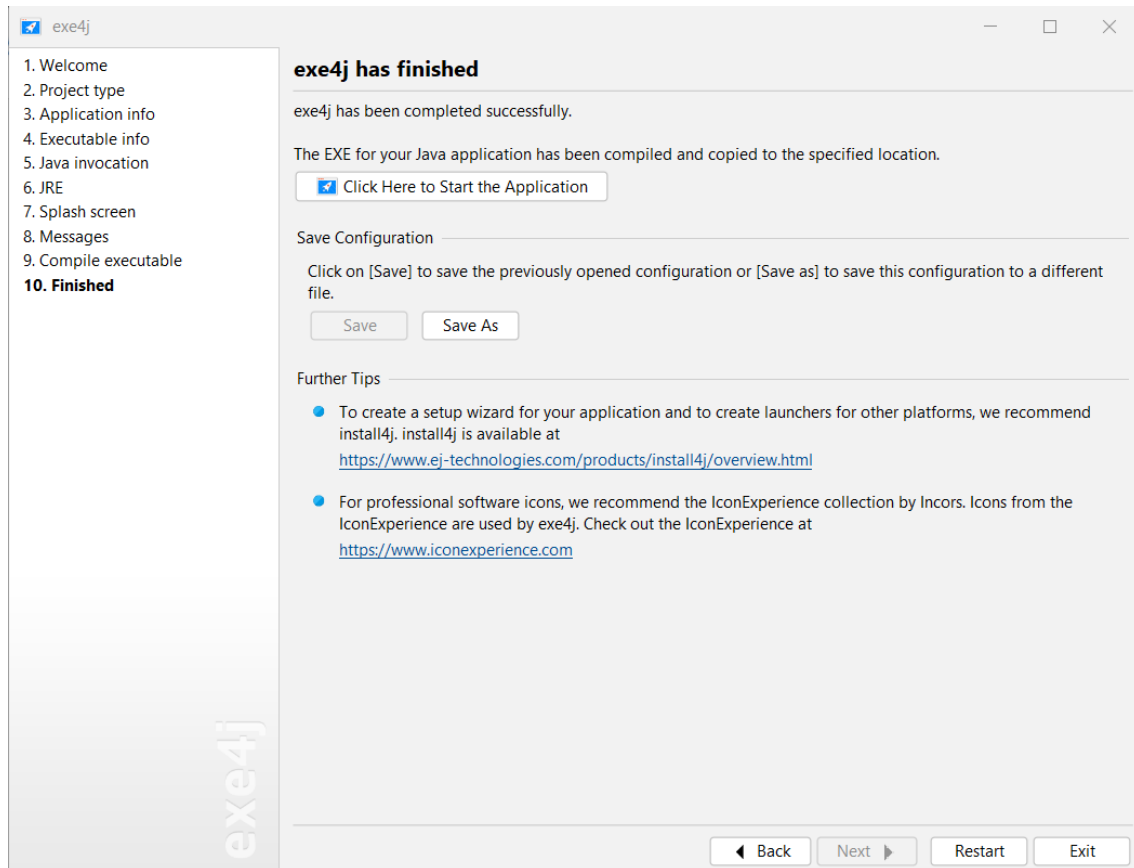 exe4j
1. Welcome
2. Project type
3. Application info
4. Executable info
5. Java invocation
6. JRE
7. Splash screen
8. Messages
9. Compile executable
10. Finished
exe4j
exe4j has finished
exe4j has been completed successfully.
The EXE for your Java application has been compiled and copied to the specified location.
Click Here to Start the Application
Save Configuration
Click on [Save] to save the previously opened configuration or [Save as] to save this configuration to a different
file.
Save Save As
Further Tips
To create a setup wizard for your application and to create launchers for other platforms, we recommend
install4j. install4j is available at
https://www.ej-technologies.com/products/install4j/overview.html
For professional software icons, we recommend the IconExperience collection by Incors. Icons from the
IconExperience are used by exe4j. Check out the IconExperience at
https://www.iconexperience.com
Back Next Restart Exit